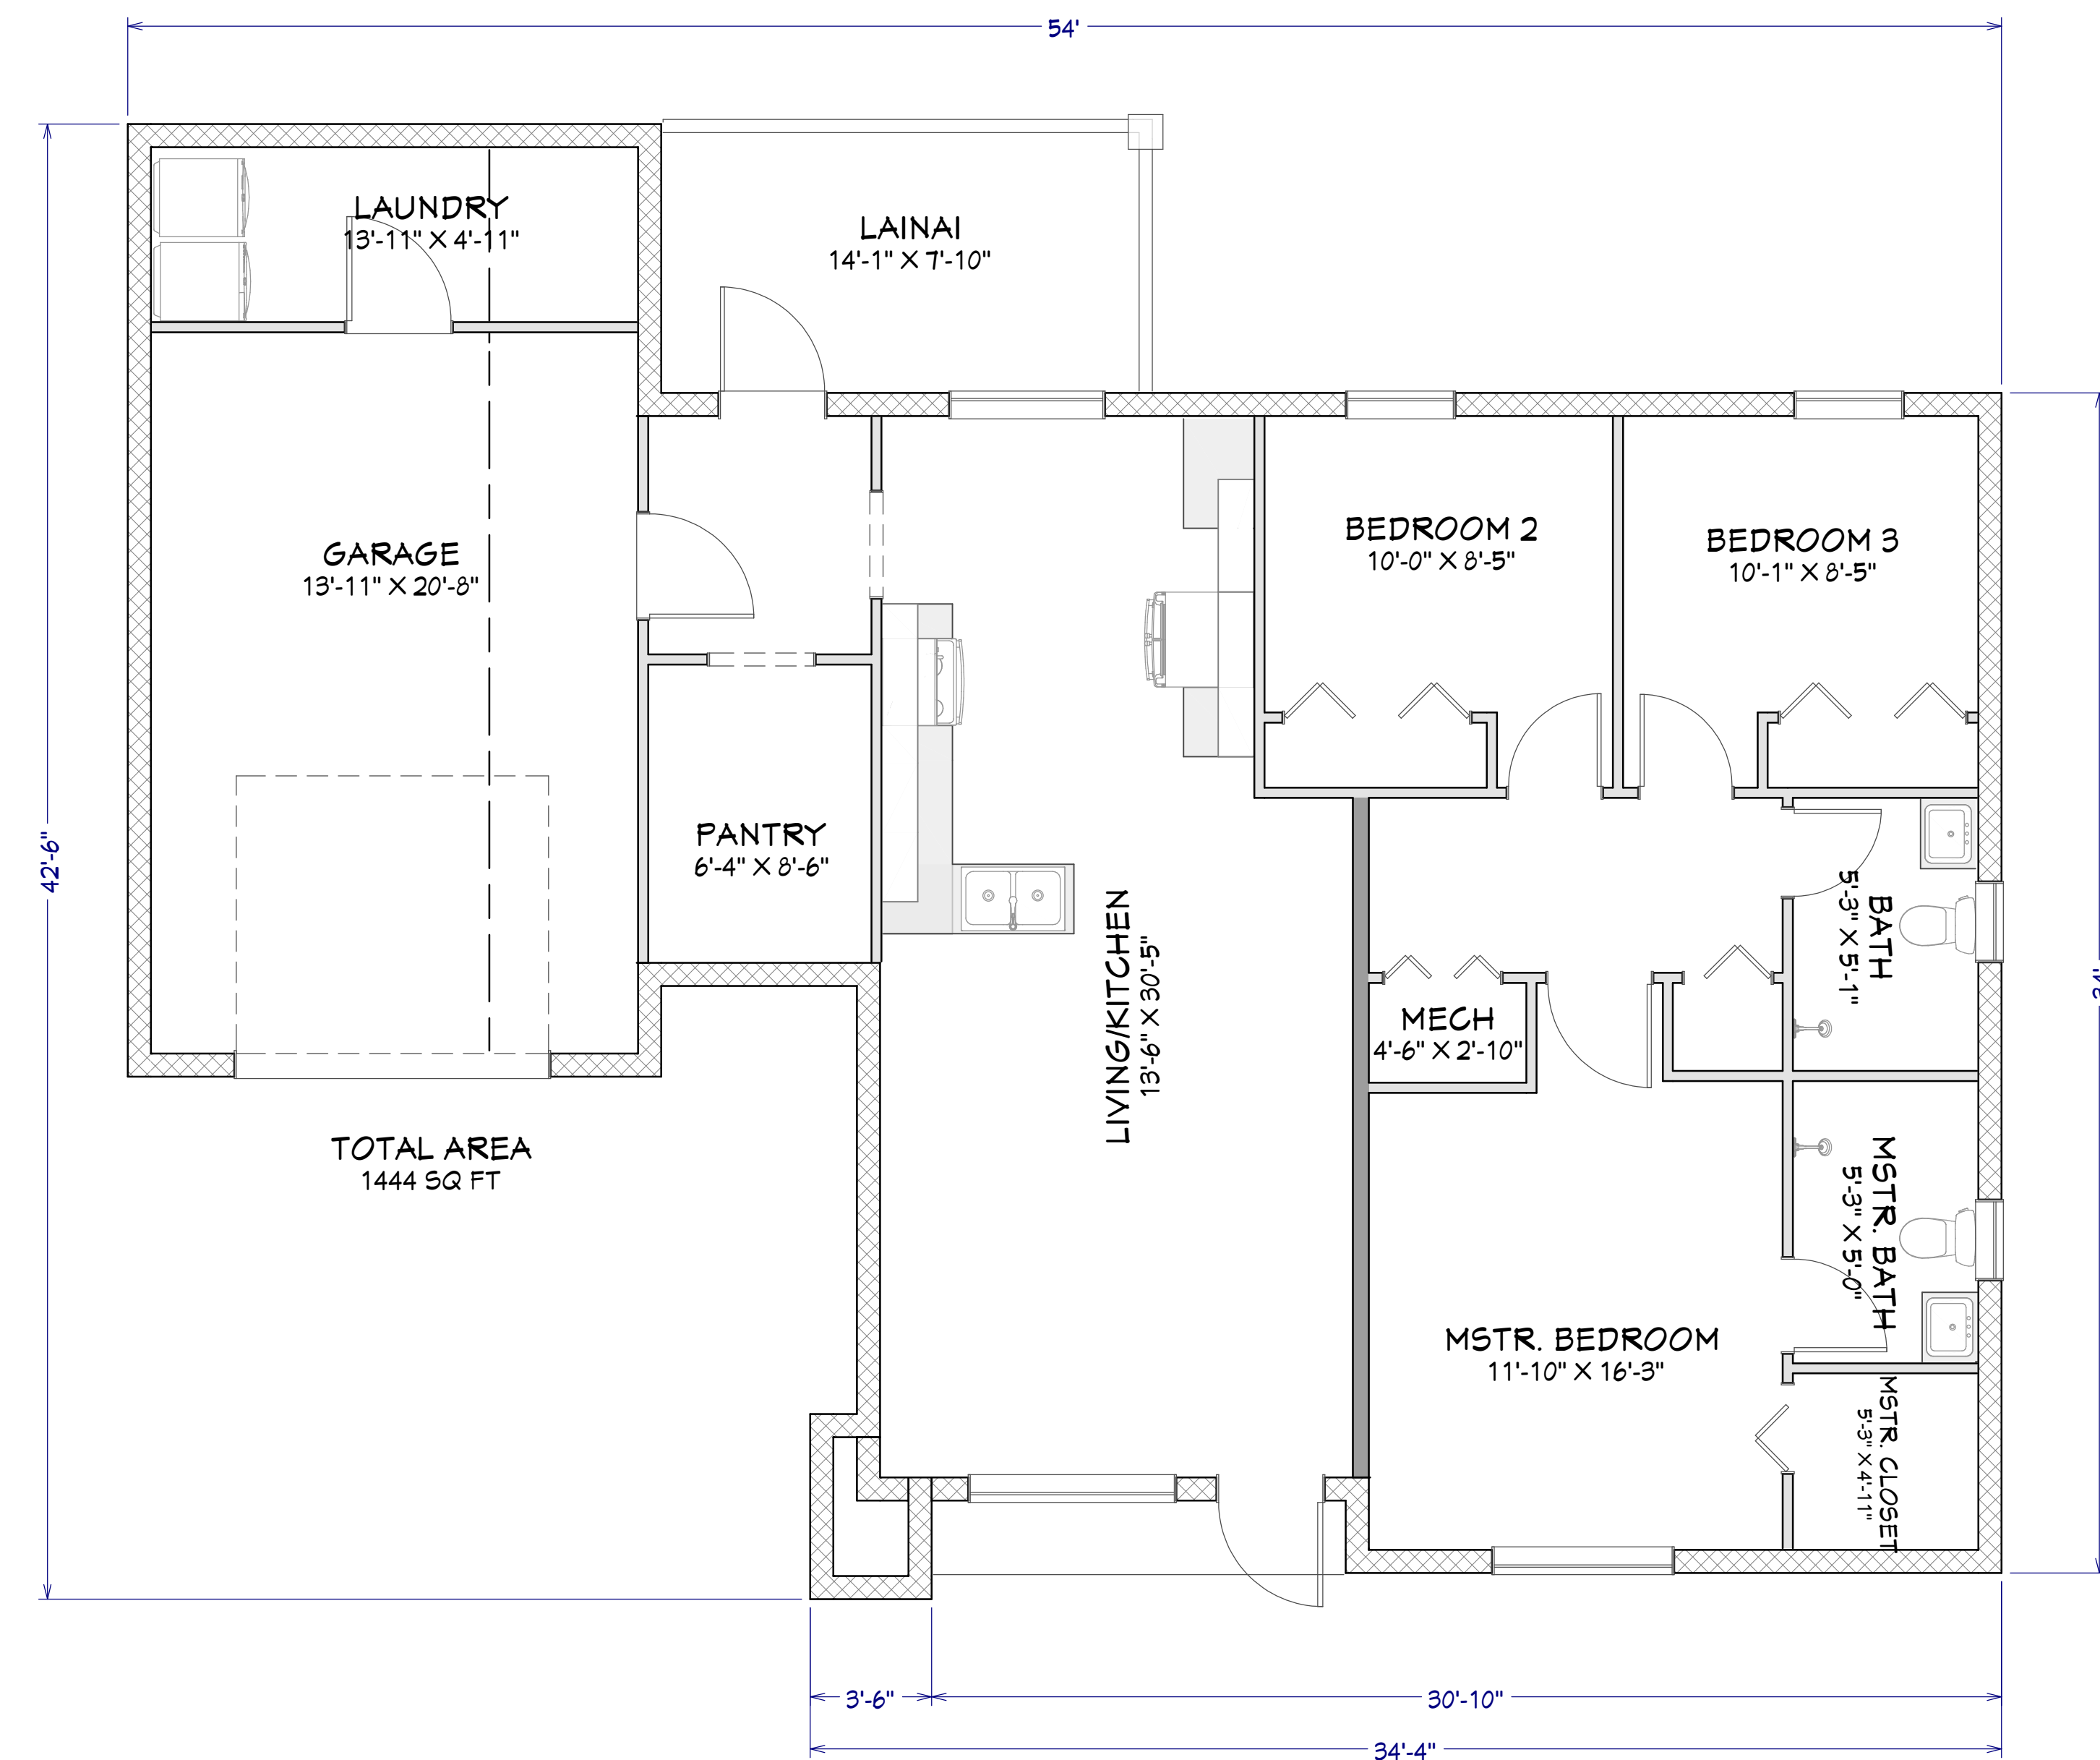 54'
LAUNDRY
13'-11" X 4'-11"
LAINAI
14'-1" X 7'-10"
GARAGE
13'-11" X 20'-8"
BEDROOM 2
10'-0" X 8'-5"
BEDROOM 3
10'-1" X 8'-5"
42'-6"
PANTRY
6'-4" X 8'-6"
LIVING/KITCHEN
13'-6" X 30'-5"
BATH
5'-3" X 5'-1"
MECH
4'-6" X 2'-10"
TOTAL AREA
1444 SQ FT
MSTR. BATH
5'-3" X 5'-0"
MSTR. BEDROOM
11'-10" X 16'-3"
MSTR. CLOSET
5'-3" X 4'-11"
3'-6"
30'-10"
34'-4"